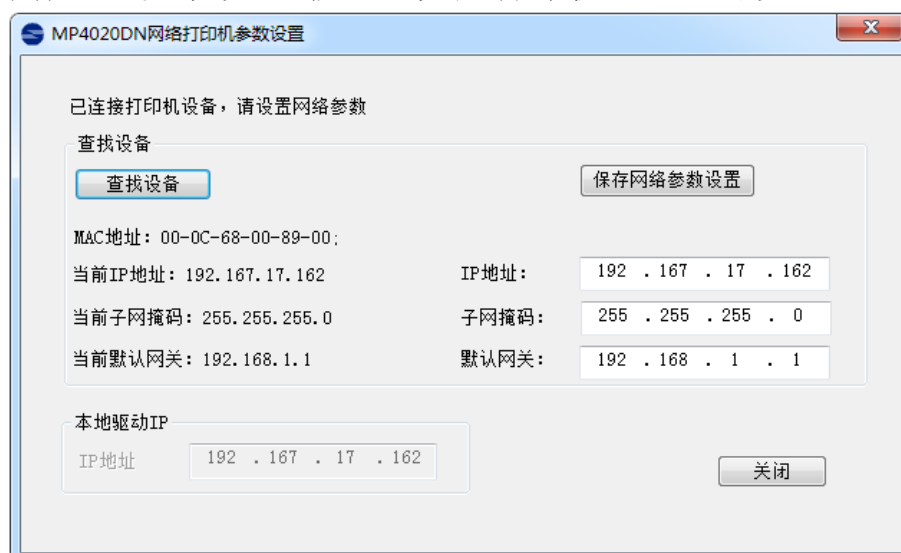 MP4020DN网络打印机参数设置
已连接打印机设备，请设置网络参数
查找设备
查找设备
保存网络参数设置
MAC地址：00-0C-68-00-89-00;
当前IP地址：192.167.17.162
IP地址：
192 . 167 . 17 . 162
当前子网掩码：255.255.255.0
子网掩码：
255 . 255 . 255 . 0
当前默认网关：192.168.1.1
默认网关：
192 . 168 . 1 . 1
本地驱动IP
IP地址
192 . 167 . 17 . 162
关闭